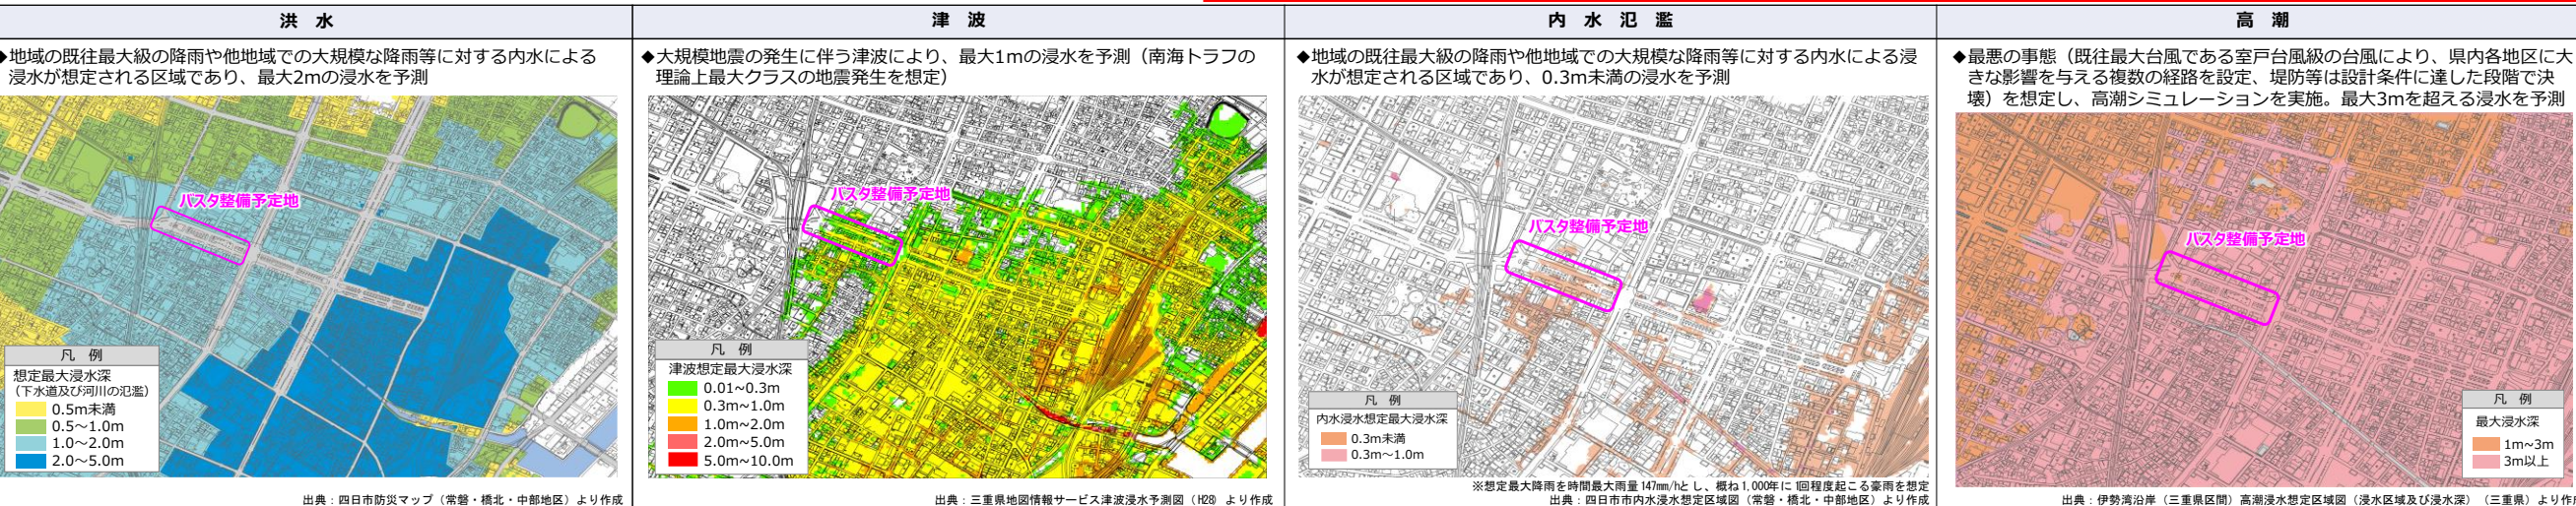 洪 水
◆地域の既往最大級の降雨や他地域での大規模な降雨等に対する内水による
浸水が想定される区域であり、最大2mの浸水を予測
バスタ整備予定地
凡 例
想定最大浸水深
（下水道及び河川の氾濫）
0.5m未満
0.5～1.0m
1.0～2.0m
2.0～5.0m
出典：四日市防災マップ（常磐・橋北・中部地区）より作成
津 波
◆大規模地震の発生に伴う津波により、最大1mの浸水を予測（南海トラフの
理論上最大クラスの地震発生を想定）
バスタ整備予定地
凡 例
津波想定最大浸水深
0.01~0.3m
0.3m~1.0m
1.0m~2.0m
2.0m~5.0m
5.0m~10.0m
出典：三重県地図情報サービス津波浸水予測図（H28）より作成
内 水 氾 濫
◆地域の既往最大級の降雨や他地域での大規模な降雨等に対する内水による浸
水が想定される区域であり、0.3m未満の浸水を予測
バスタ整備予定地
凡 例
内水浸水想定最大浸水深
0.3m未満
0.3m～1.0m
※想定最大降雨を時間最大雨量147mm/hとし、概ね1,000年に1回程度起こる豪雨を想定
出典：四日市市内水浸水想定区域図（常磐・橋北・中部地区）より作成
高 潮
◆最悪の事態（既往最大台風である室戸台風級の台風により、県内各地区に大
きな影響を与える複数の経路を設定、堤防等は設計条件に達した段階で決
壊）を想定し、高潮シミュレーションを実施。最大3mを超える浸水を予測
バスタ整備予定地
凡 例
最大浸水深
1m~3m
3m以上
出典：伊勢湾沿岸（三重県区間）高潮浸水想定区域図（浸水区域及び浸水深）（三重県）より作成